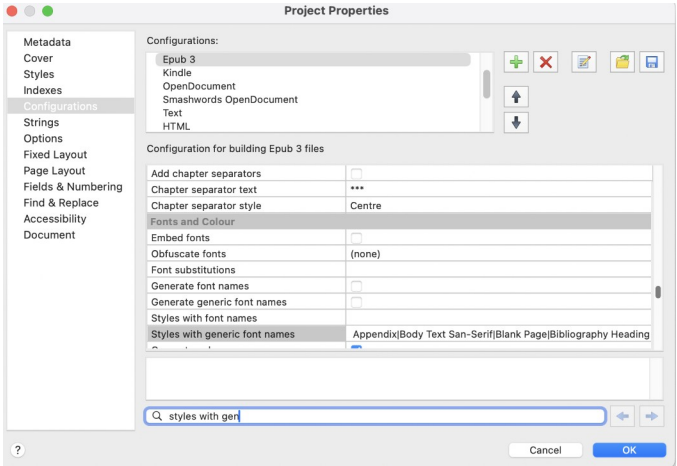 Project Properties
Metadata
Cover
Styles
Indexes
Configurations
Strings
Options
Fixed Layout
Page Layout
Fields & Numbering
Find & Replace
Accessibility
Document
Configurations:
Epub 3
Kindle
OpenDocument
Smashwords OpenDocument
Text
HTML
Configuration for building Epub 3 files
Add chapter separators
Chapter separator text ***
Chapter separator style Centre
Fonts and Colour
Embed fonts
Obfuscate fonts (none)
Font substitutions
Generate font names
Generate generic font names
Styles with font names
Styles with generic font names Appendix|Body Text San-Serif|Blank Page|Bibliography Heading
styles with gen
?
Cancel
OK